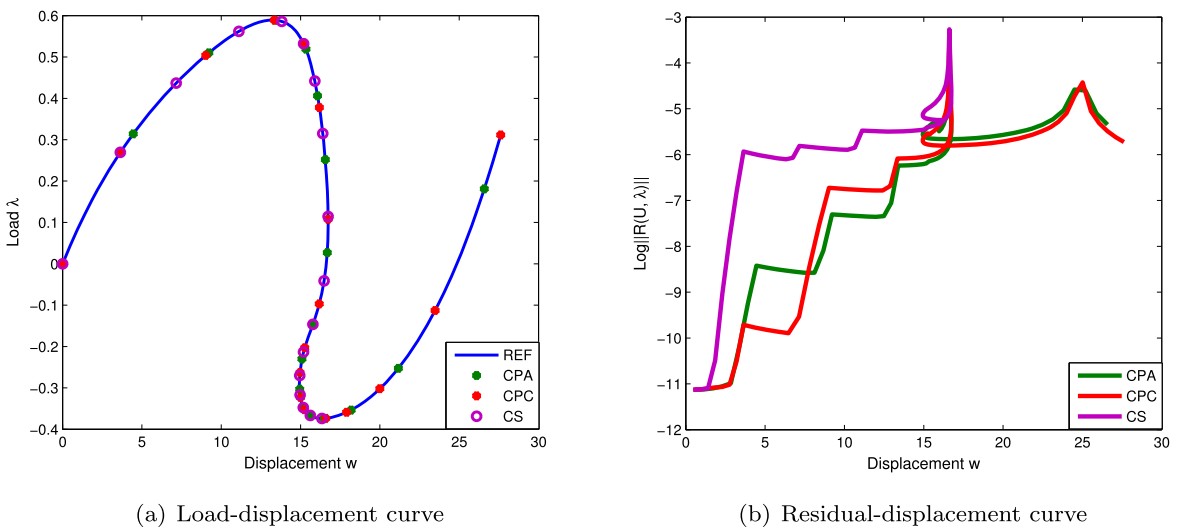 0.6
0.5
0.4
0.3
0.2
0.1
0
−0.1
−0.2
−0.3
−0.4
0 5 10 15 20 25 30
Load λ
Displacement w
REF
CPA
CPC
CS
(a) Load-displacement curve
−3
−4
−5
−6
−7
−8
−9
−10
−11
−12
0 5 10 15 20 25 30
Log||R(U, λ)||
Displacement w
CPA
CPC
CS
(b) Residual-displacement curve